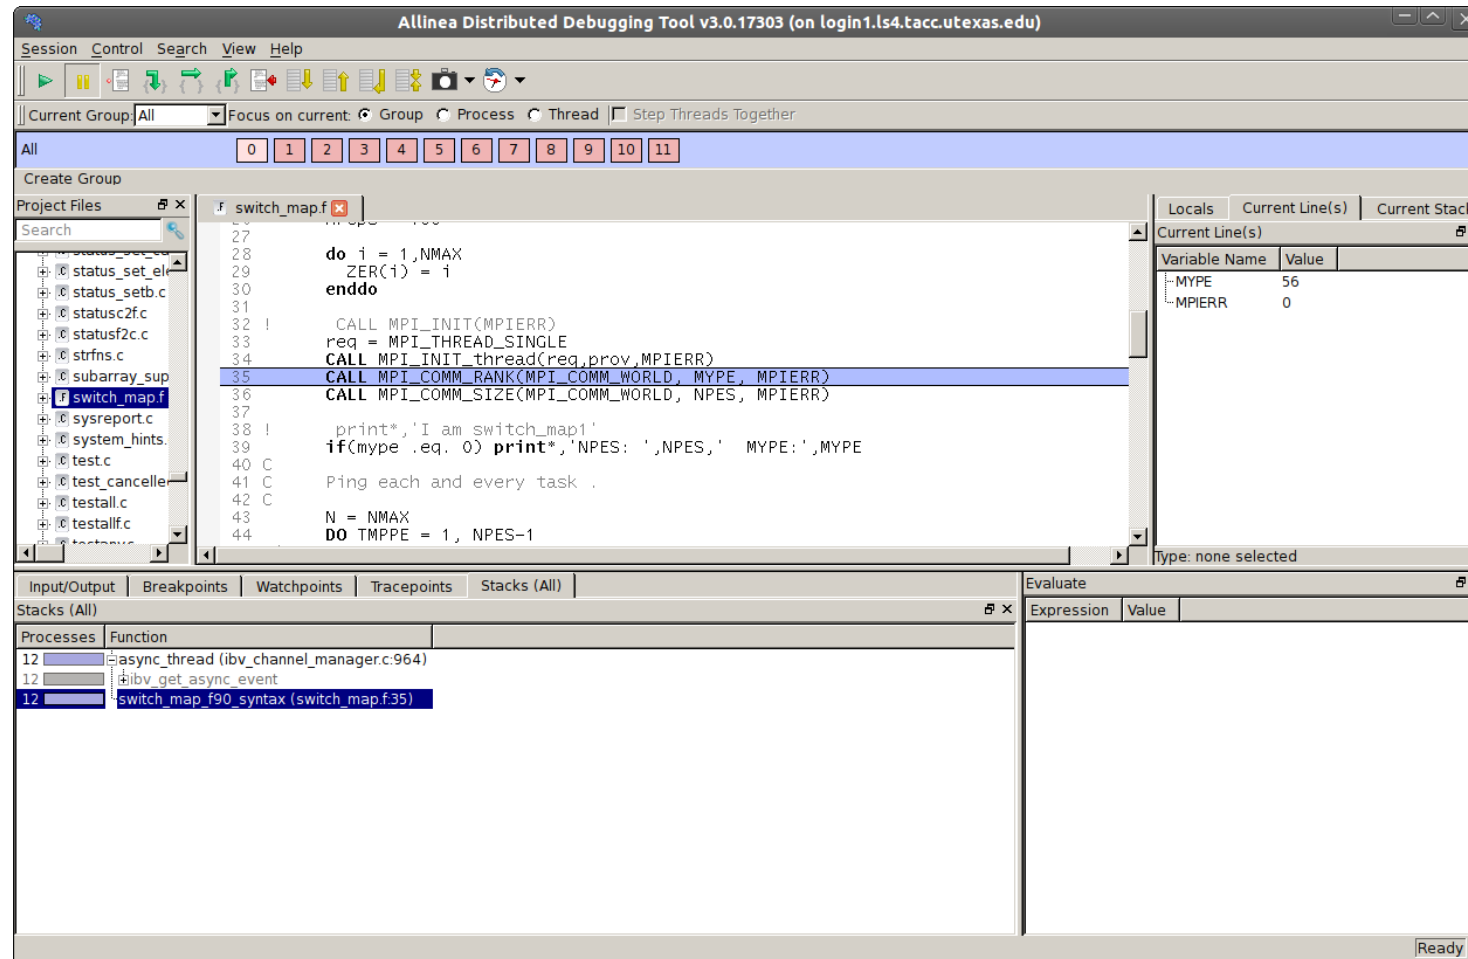 Allinea Distributed Debugging Tool v3.0.17303 (on login1.ls4.tacc.utexas.edu)
Session Control Search View Help
Current Group: All Focus on current: Group Process Thread Step Threads Together
All 0 1 2 3 4 5 6 7 8 9 10 11
Create Group
Project Files
Search
status_set_ele
status_setb.c
statusc2f.c
statusf2c.c
strfns.c
subarray_sup
switch_map.f
sysreport.c
system_hints.
test.c
test_canceller
testall.c
testallf.c
switch_map.f
27
28 do i = 1,NMAX
29 ZER(i) = i
30 enddo
31
32 ! CALL MPI_INIT(MPIERR)
33 req = MPI_THREAD_SINGLE
34 CALL MPI_INIT_thread(req,prov,MPIERR)
35 CALL MPI_COMM_RANK(MPI_COMM_WORLD, MYPE, MPIERR)
36 CALL MPI_COMM_SIZE(MPI_COMM_WORLD, NPES, MPIERR)
37
38 ! print*,'I am switch_map1'
39 if(mype .eq. 0) print*,'NPES: ',NPES,' MYPE:',MYPE
40 C
41 C Ping each and every task .
42 C
43 N = NMAX
44 DO TMPPE = 1, NPES-1
Locals Current Line(s) Current Stack
Current Line(s)
Variable Name Value
MYPE 56
MPIERR 0
Type: none selected
Input/Output Breakpoints Watchpoints Tracepoints Stacks (All)
Stacks (All)
Processes Function
12 async_thread (ibv_channel_manager.c:964)
12 ibv_get_async_event
12 switch_map_f90_syntax (switch_map.f:35)
Evaluate
Expression Value
Ready